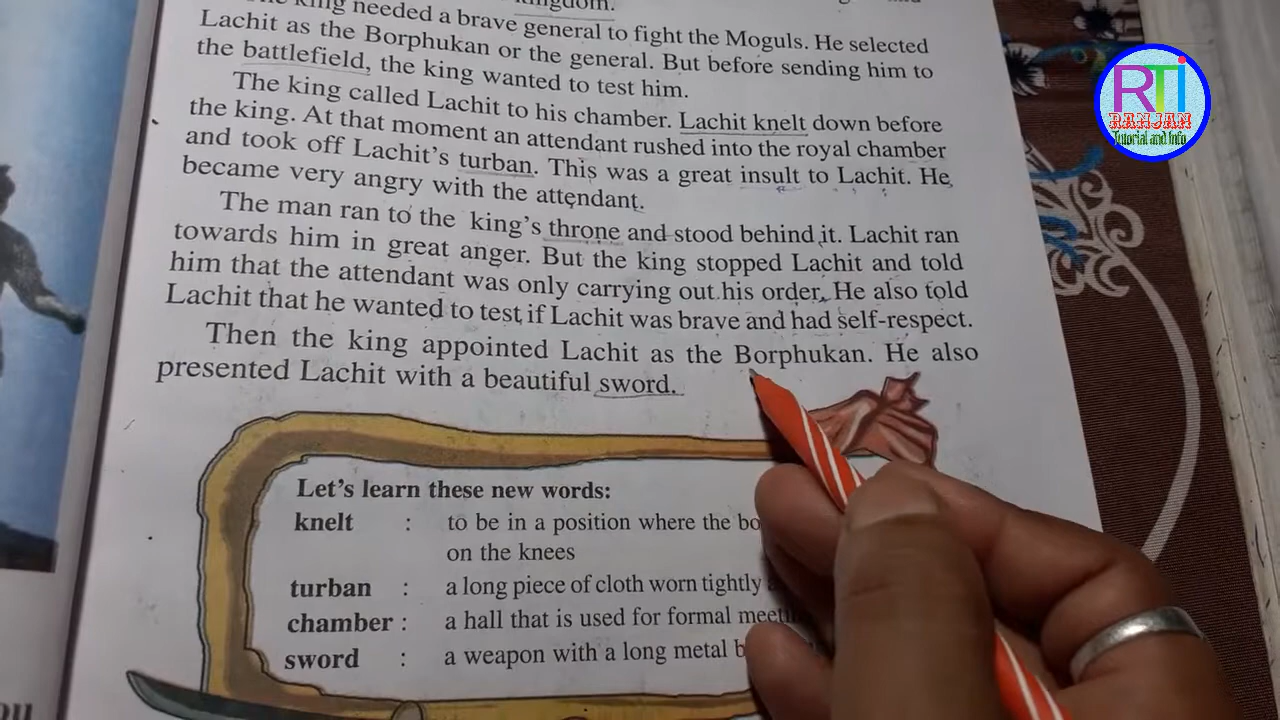 kingdom.
king needed a brave general to fight the Moguls. He selected
Lachit as the Borphukan or the general. But before sending him to
the battlefield, the king wanted to test him.
The king called Lachit to his chamber. Lachit knelt down before
the king. At that moment an attendant rushed into the royal chamber
and took off Lachit's turban. This was a great insult to Lachit. He
became very angry with the attendant.
The man ran to the king's throne and stood behind it. Lachit ran
towards him in great anger. But the king stopped Lachit and told
him that the attendant was only carrying out his order. He also told
Lachit that he wanted to test if Lachit was brave and had self-respect.
Then the king appointed Lachit as the Borphukan. He also
presented Lachit with a beautiful sword.
Let's learn these new words:
knelt : to be in a position where the
on the knees
turban : a long piece of cloth worn tightly
chamber : a hall that is used for formal
sword : a weapon with a long metal
RTi
RANJAN
Tutorial and Info